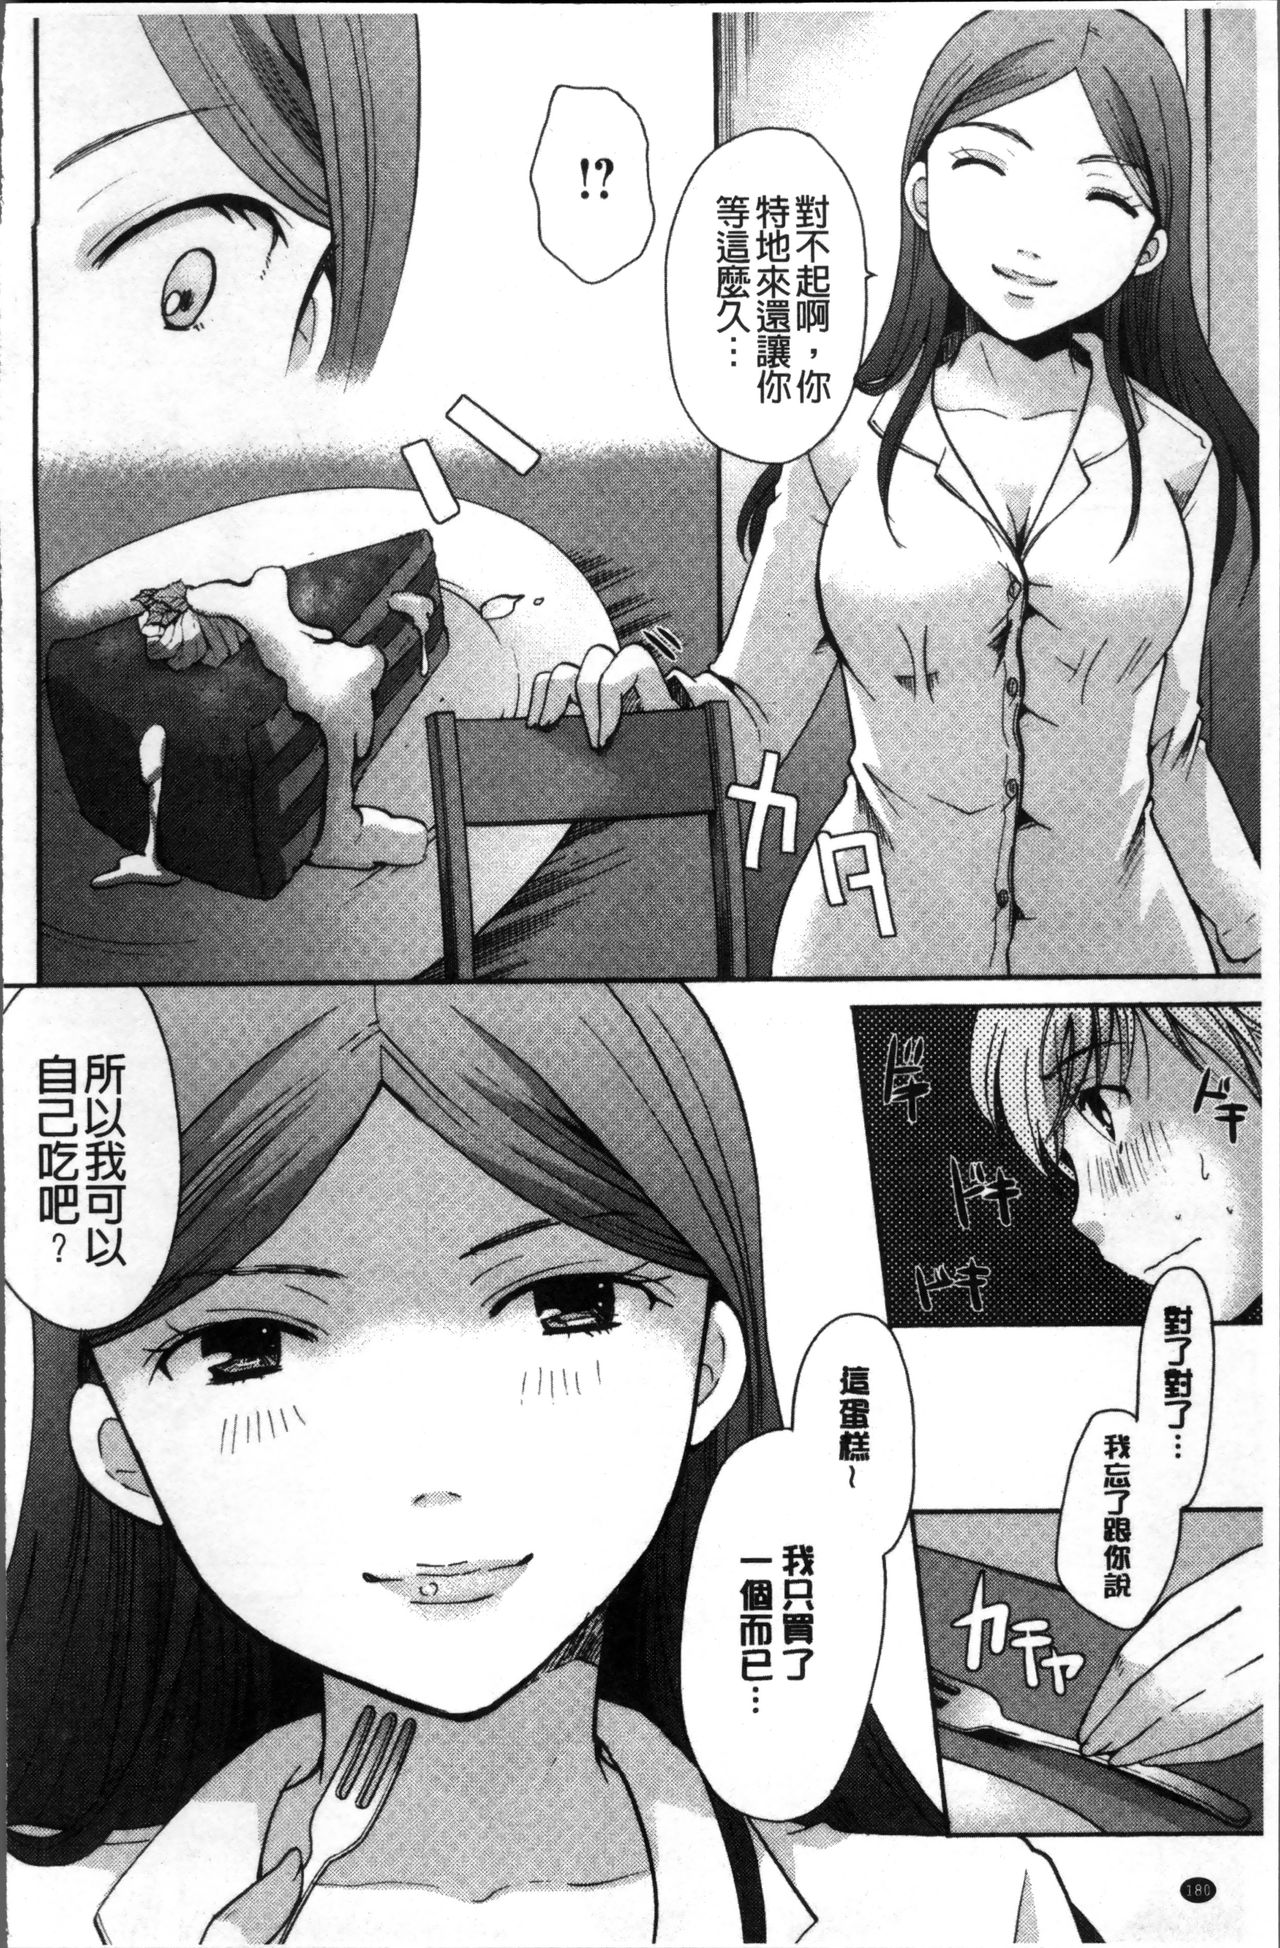 對不起啊，你
特地來還讓你
等這麼久…
!?
カタ
ドキ
ドキ
ドキ
ドキ
對了對了…
我忘了跟你說
カチャ
這蛋糕~
我只買了
一個而已…
所以我可以
自己吃吧？
180